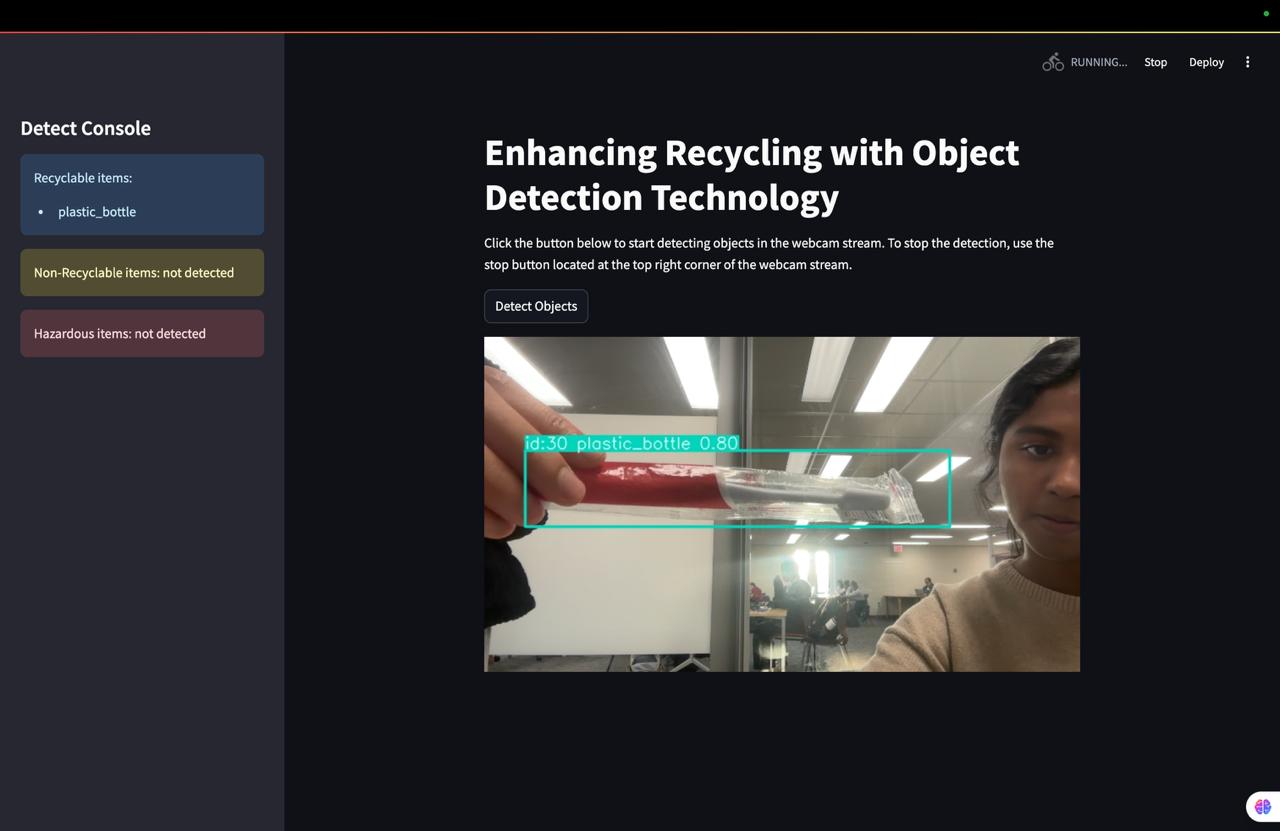 RUNNING...
Stop
Deploy
Detect Console
Recyclable items:
• plastic_bottle
Non-Recyclable items: not detected
Hazardous items: not detected
Enhancing Recycling with Object
Detection Technology
Click the button below to start detecting objects in the webcam stream. To stop the detection, use the
stop button located at the top right corner of the webcam stream.
Detect Objects
id:30 plastic_bottle 0.80